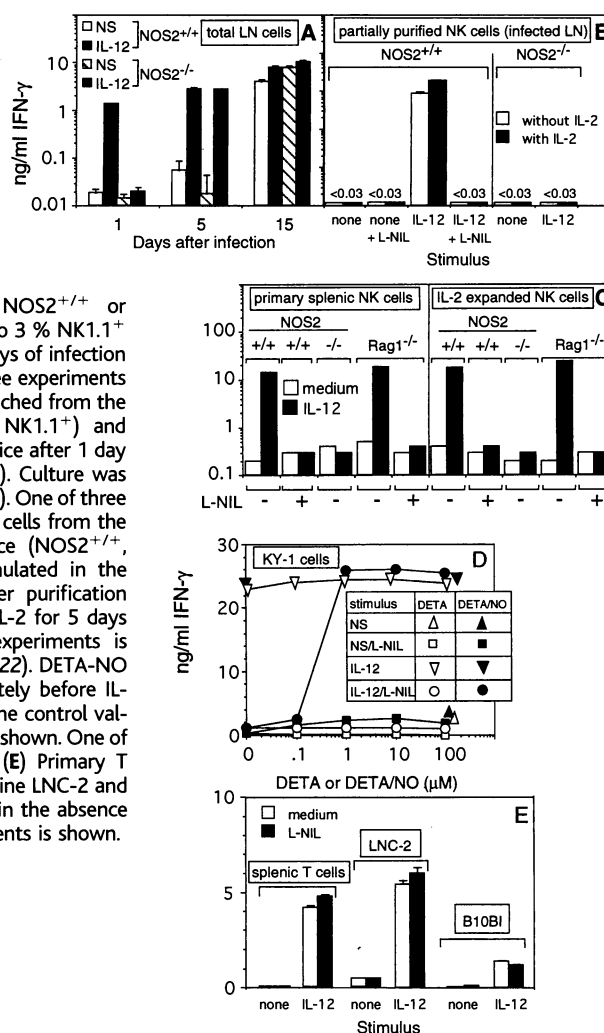 NS
IL-12
NOS2+/+
NS
IL-12
NOS2-/-
total LN cells
A
ng/ml IFN-γ
10
1
0.1
0.01
1
5
15
Days after infection
partially purified NK cells (infected LN)
NOS2+/+
NOS2-/-
without IL-2
with IL-2
<0.03 <0.03 <0.03 <0.03 <0.03
none none IL-12 IL-12 none IL-12
+ L-NIL + L-NIL
Stimulus
NOS2+/+ or
o 3 % NK1.1+
ys of infection
ee experiments
ched from the
NK1.1+) and
ice after 1 day
). Culture was
). One of three
cells from the
ce (NOS2+/+,
nulated in the
er purification
L-2 for 5 days
experiments is
22). DETA-NO
tely before IL-
ne control val-
shown. One of
(E) Primary T
ine LNC-2 and
in the absence
ents is shown.
primary splenic NK cells
IL-2 expanded NK cells
NOS2
NOS2
+/+ +/+ -/- Rag1-/-
+/+ +/+ -/- Rag1-/-
medium
IL-12
ng/ml IFN-γ
100
10
1
0.1
L-NIL - + - - + - + - - +
KY-1 cells
D
ng/ml IFN-γ
30
20
10
0
stimulus DETA DETA/NO
NS
NS/L-NIL
IL-12
IL-12/L-NIL
0 .1 1 10 100
DETA or DETA/NO (μM)
medium
L-NIL
E
splenic T cells
LNC-2
B10BI
10
5
0
none IL-12 none IL-12 none IL-12
Stimulus